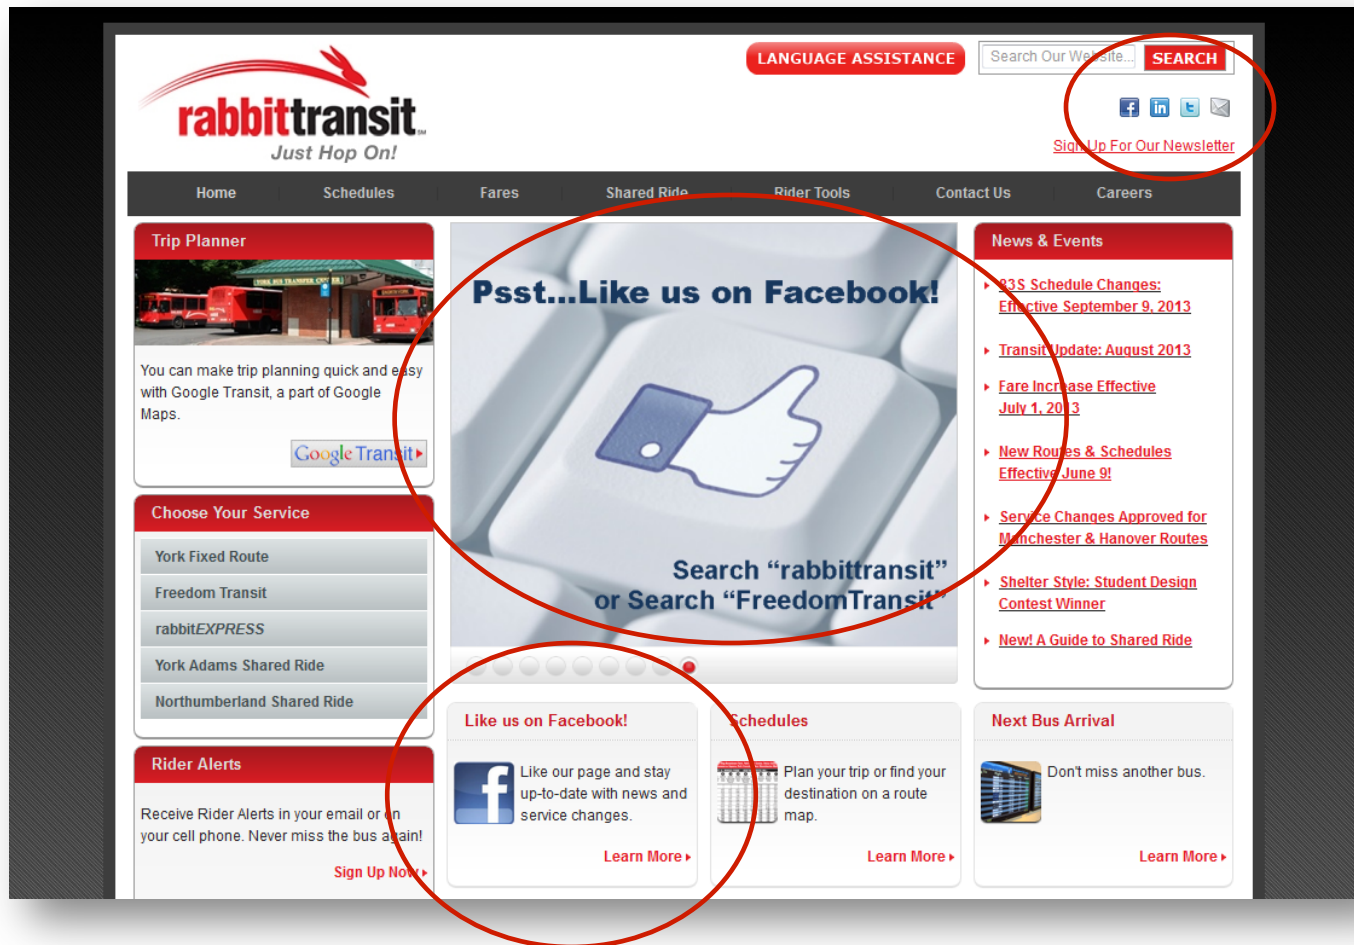 LANGUAGE ASSISTANCE
Search Our Website...
SEARCH
rabbittransit
Just Hop On!
Sign Up For Our Newsletter
Home
Schedules
Fares
Shared Ride
Rider Tools
Contact Us
Careers
Trip Planner
YORK BUS TRANSFER CENTER
You can make trip planning quick and easy
with Google Transit, a part of Google
Maps.
Google Transit
Choose Your Service
York Fixed Route
Freedom Transit
rabbitEXPRESS
York Adams Shared Ride
Northumberland Shared Ride
Rider Alerts
Receive Rider Alerts in your email or on
your cell phone. Never miss the bus again!
Sign Up Now
Psst...Like us on Facebook!
Search “rabbittransit”
or Search “FreedomTransit”
Like us on Facebook!
Like our page and stay
up-to-date with news and
service changes.
Learn More
Schedules
Plan your trip or find your
destination on a route
map.
Learn More
News & Events
83S Schedule Changes:
Effective September 9, 2013
Transit Update: August 2013
Fare Increase Effective
July 1, 2013
New Routes & Schedules
Effective June 9!
Service Changes Approved for
Manchester & Hanover Routes
Shelter Style: Student Design
Contest Winner
New! A Guide to Shared Ride
Next Bus Arrival
Don't miss another bus.
Learn More